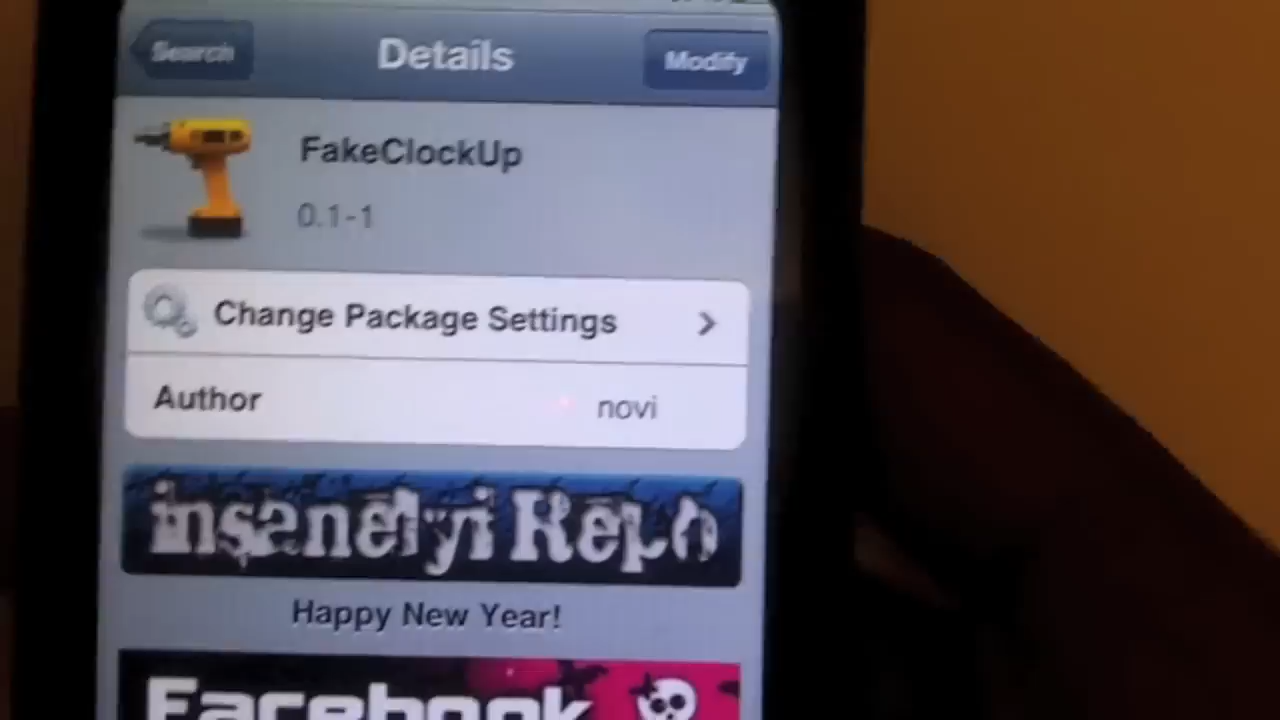 Search Details Modify
FakeClockUp
0.1-1
Change Package Settings
Author novi
insanelyi Repo
Happy New Year!
Facebook